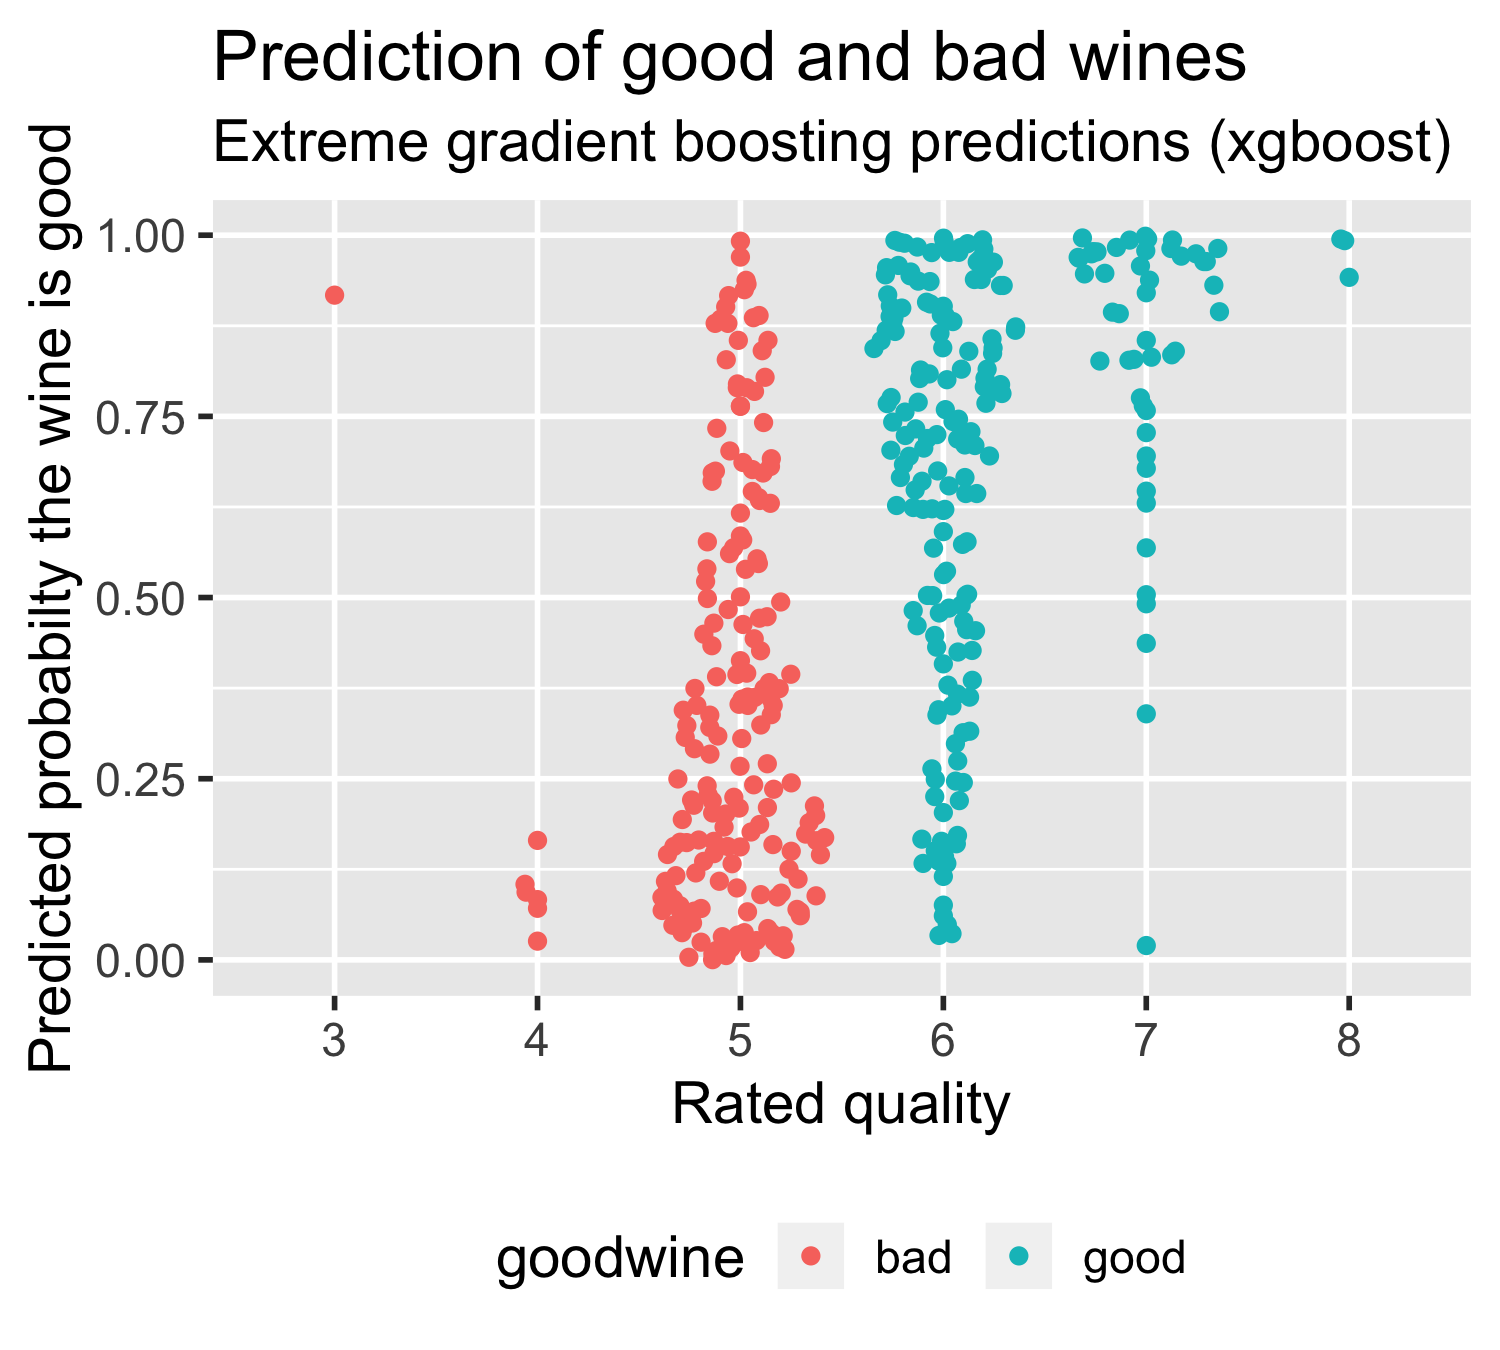 Prediction of good and bad wines
Extreme gradient boosting predictions (xgboost)
Predicted probabilty the wine is good
1.00
0.75
0.50
0.25
0.00
3 4 5 6 7 8
Rated quality
goodwine bad good